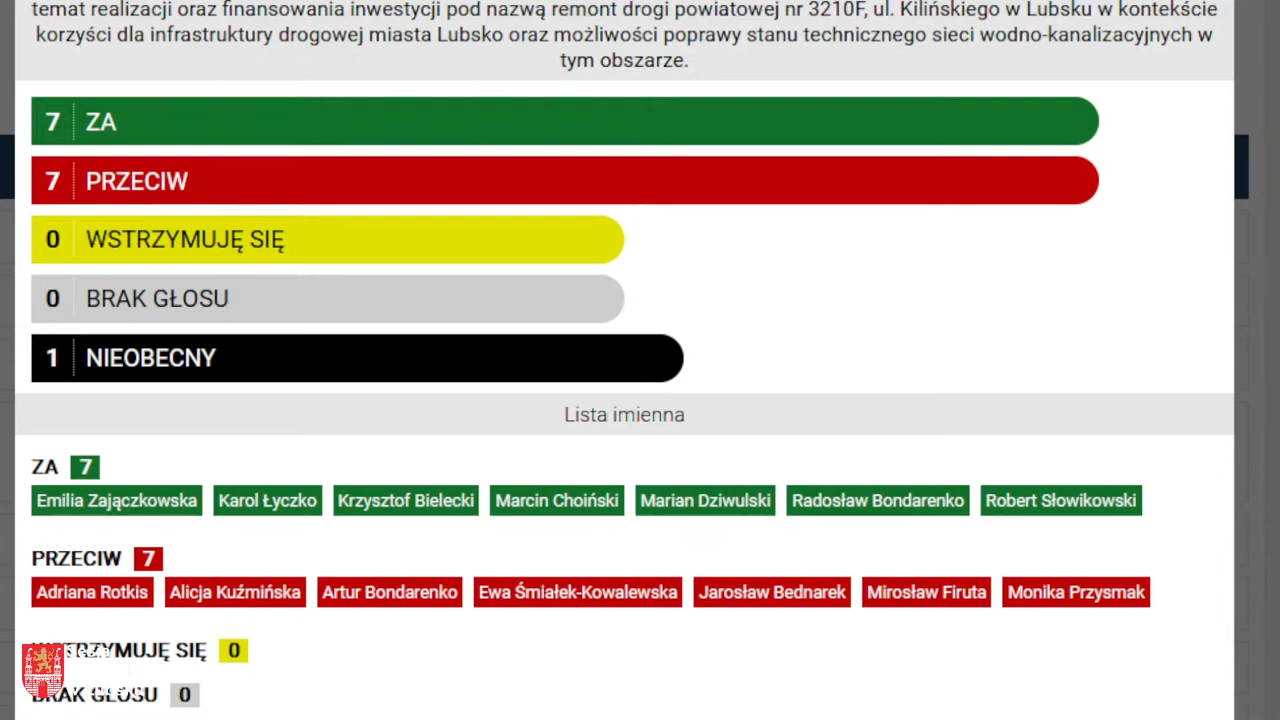 temat realizacji oraz finansowania inwestycji pod nazwą remont drogi powiatowej nr 3210F, ul. Kilińskiego w Lubsku w kontekście
korzyści dla infrastruktury drogowej miasta Lubsko oraz możliwości poprawy stanu technicznego sieci wodno-kanalizacyjnych w
tym obszarze.
7 ZA
7 PRZECIW
0 WSTRZYMUJĘ SIĘ
0 BRAK GŁOSU
1 NIEOBECNY
Lista imienna
ZA 7
Emilia Zajączkowska Karol Łyczko Krzysztof Bielecki Marcin Choiński Marian Dziwulski Radosław Bondarenko Robert Słowikowski
PRZECIW 7
Adriana Rotkis Alicja Kuźmińska Artur Bondarenko Ewa Śmiałek-Kowalewska Jarosław Bednarek Mirosław Firuta Monika Przysmak
WSTRZYMUJĘ SIĘ 0
BRAK GŁOSU 0